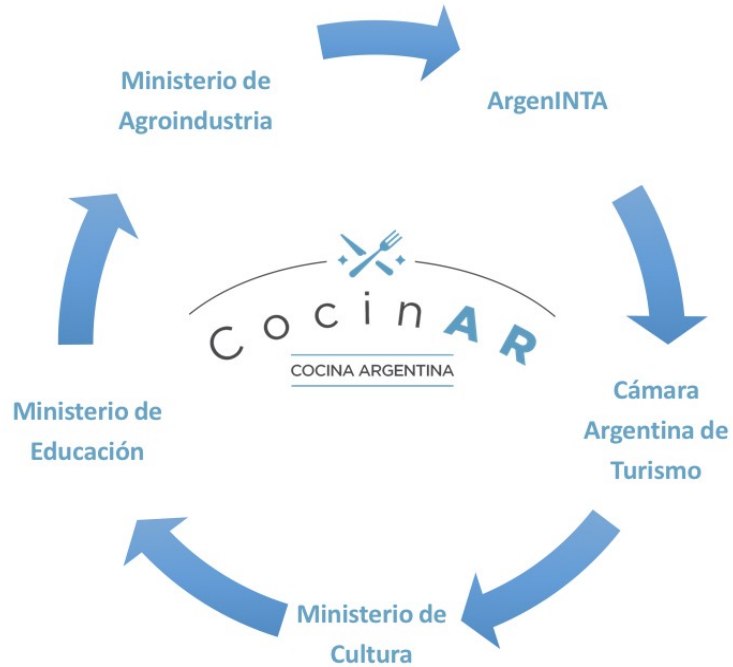 Ministerio de
Agroindustria
ArgenINTA
CocinAR
COCINA ARGENTINA
Cámara
Argentina de
Turismo
Ministerio de
Educación
Ministerio de
Cultura